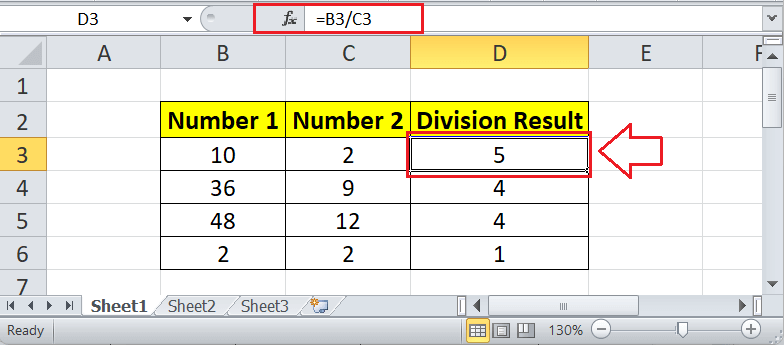 D3 fx =B3/C3
A B C D E F
1
2 Number 1 Number 2 Division Result
3 10 2 5
4 36 9 4
5 48 12 4
6 2 2 1
7
Sheet1 Sheet2 Sheet3
Ready 130%